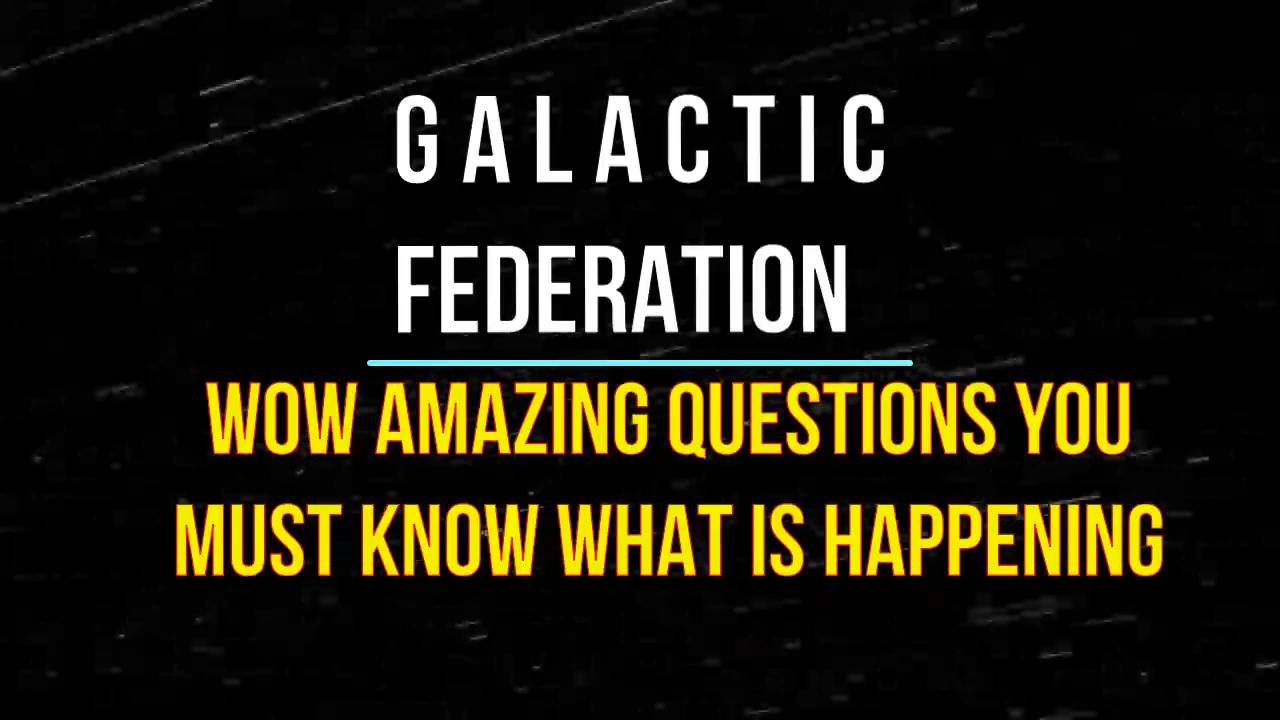 GALACTIC
FEDERATION
WOW AMAZING QUESTIONS YOU
MUST KNOW WHAT IS HAPPENING